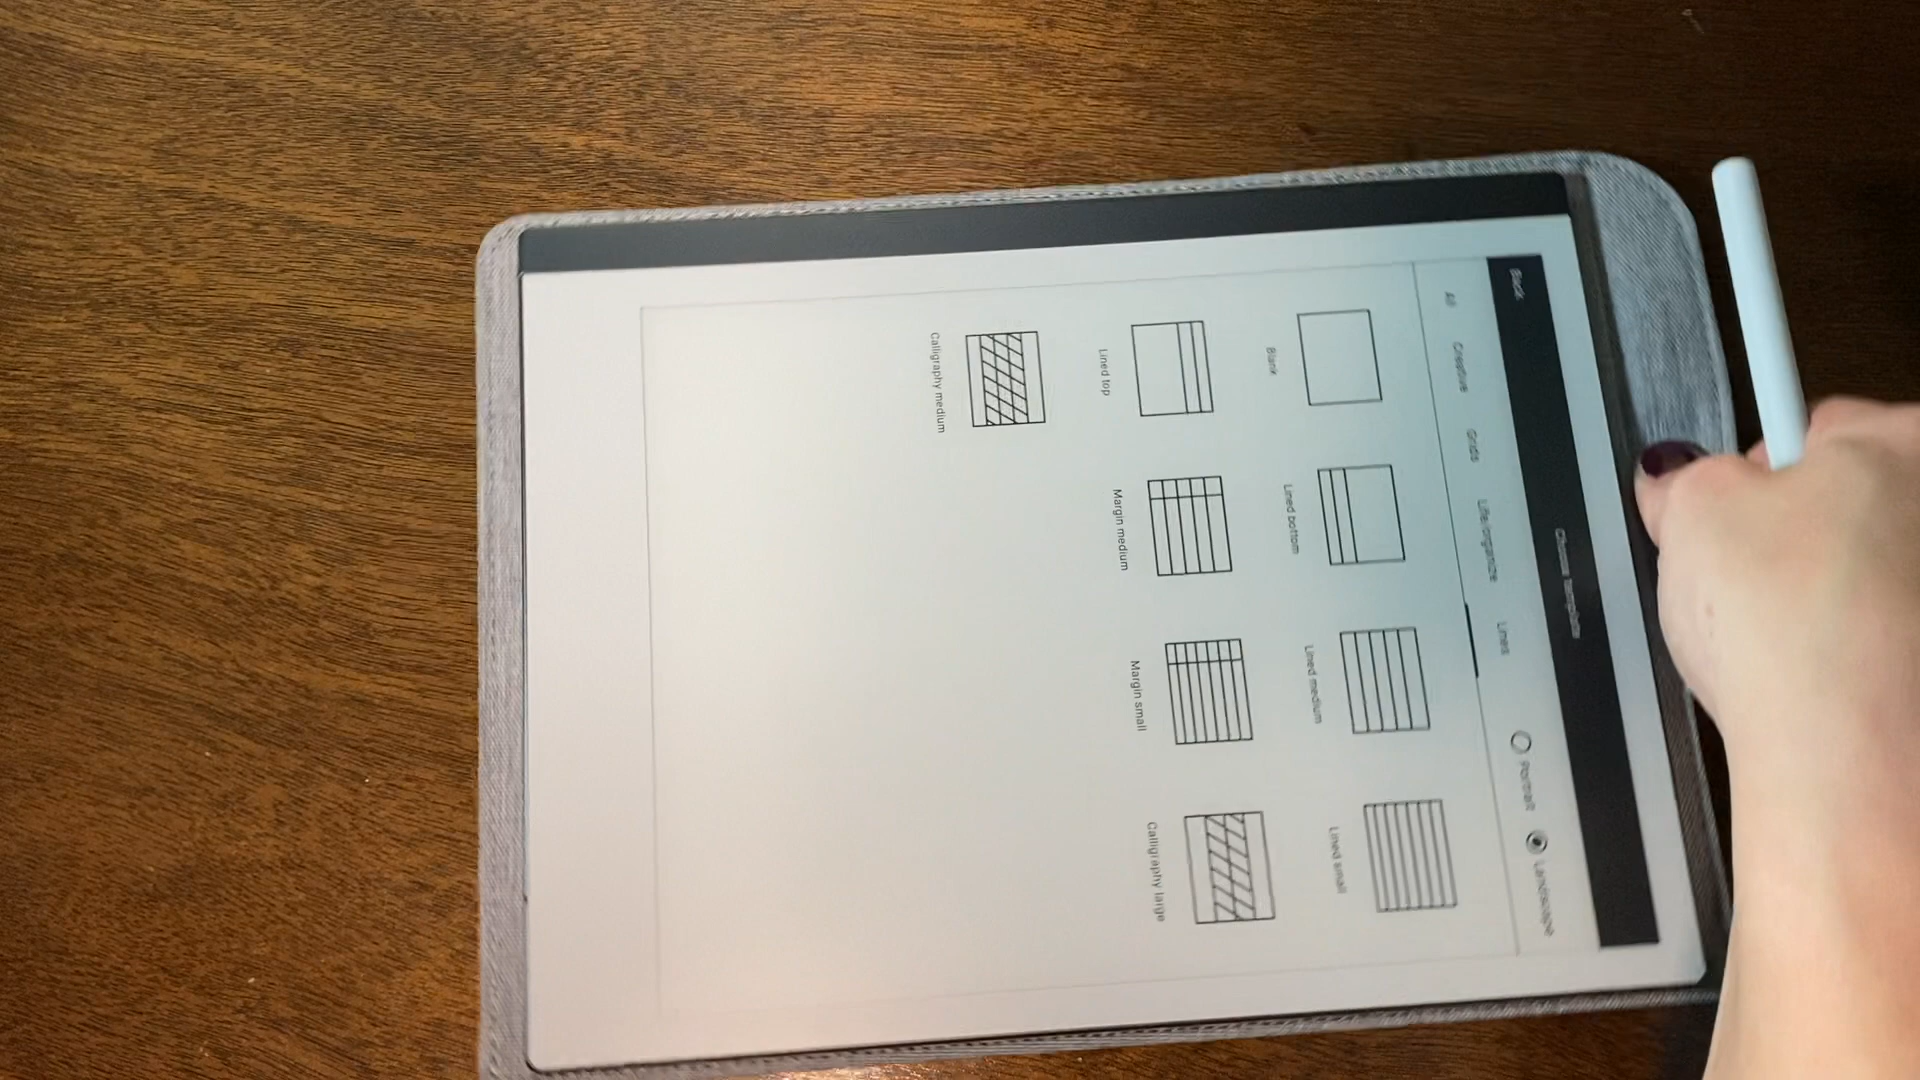 Back
Choose template
All Creative Grids Life/organize Lines Portrait Landscape
Blank Lined bottom Lined medium Lined small
Lined top Margin medium Margin small Calligraphy large
Calligraphy medium